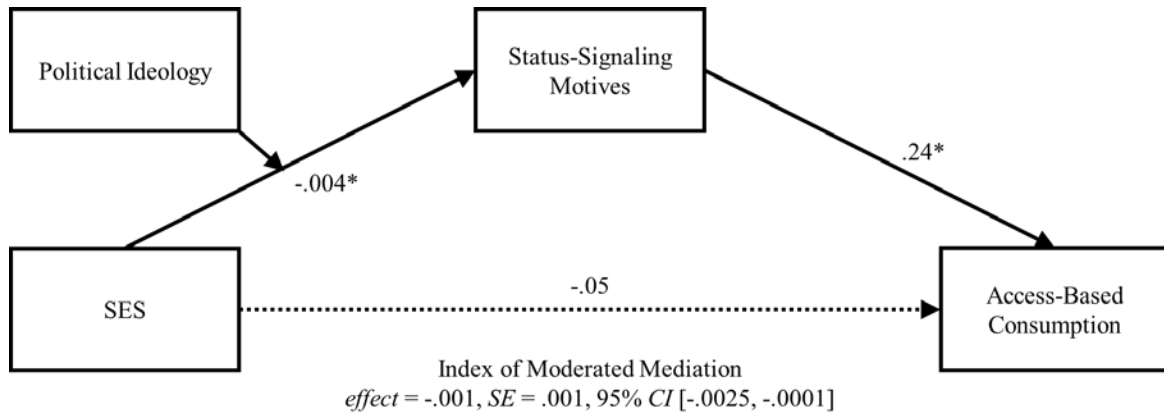 Political Ideology
Status-Signaling
Motives
-.004*
.24*
SES
-.05
Access-Based
Consumption
Index of Moderated Mediation
effect = -.001, SE = .001, 95% CI [-.0025, -.0001]